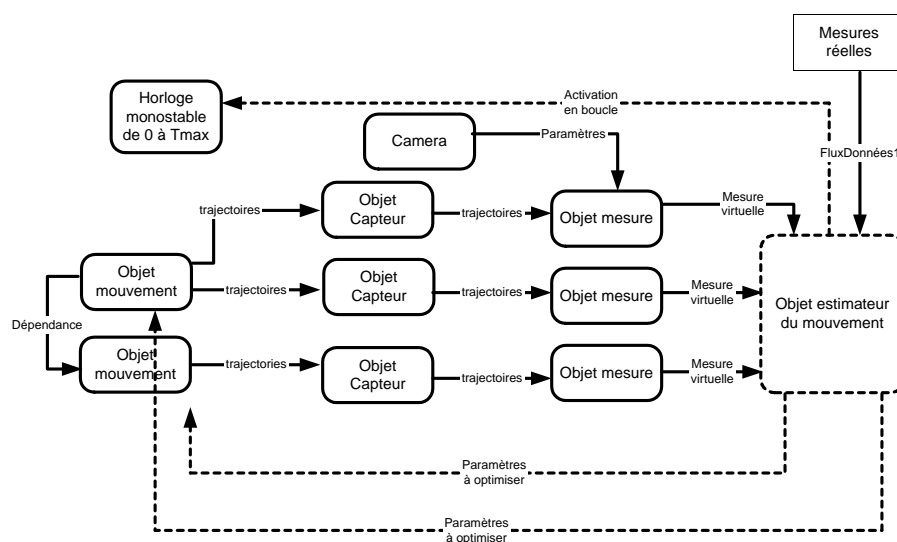 Mesures
réelles
Horloge
monostable
de 0 à Tmax
Activation
en boucle
Camera
Paramètres
FluxDonnées1
trajectoires
Objet
Capteur
trajectoires
Objet mesure
Mesure
virtuelle
Objet
mouvement
trajectoires
Objet
Capteur
trajectoires
Objet mesure
Mesure
virtuelle
Objet estimateur
du mouvement
Dépendance
Objet
mouvement
trajectories
Objet
Capteur
trajectoires
Objet mesure
Mesure
virtuelle
Paramètres
à optimiser
Paramètres
à optimiser